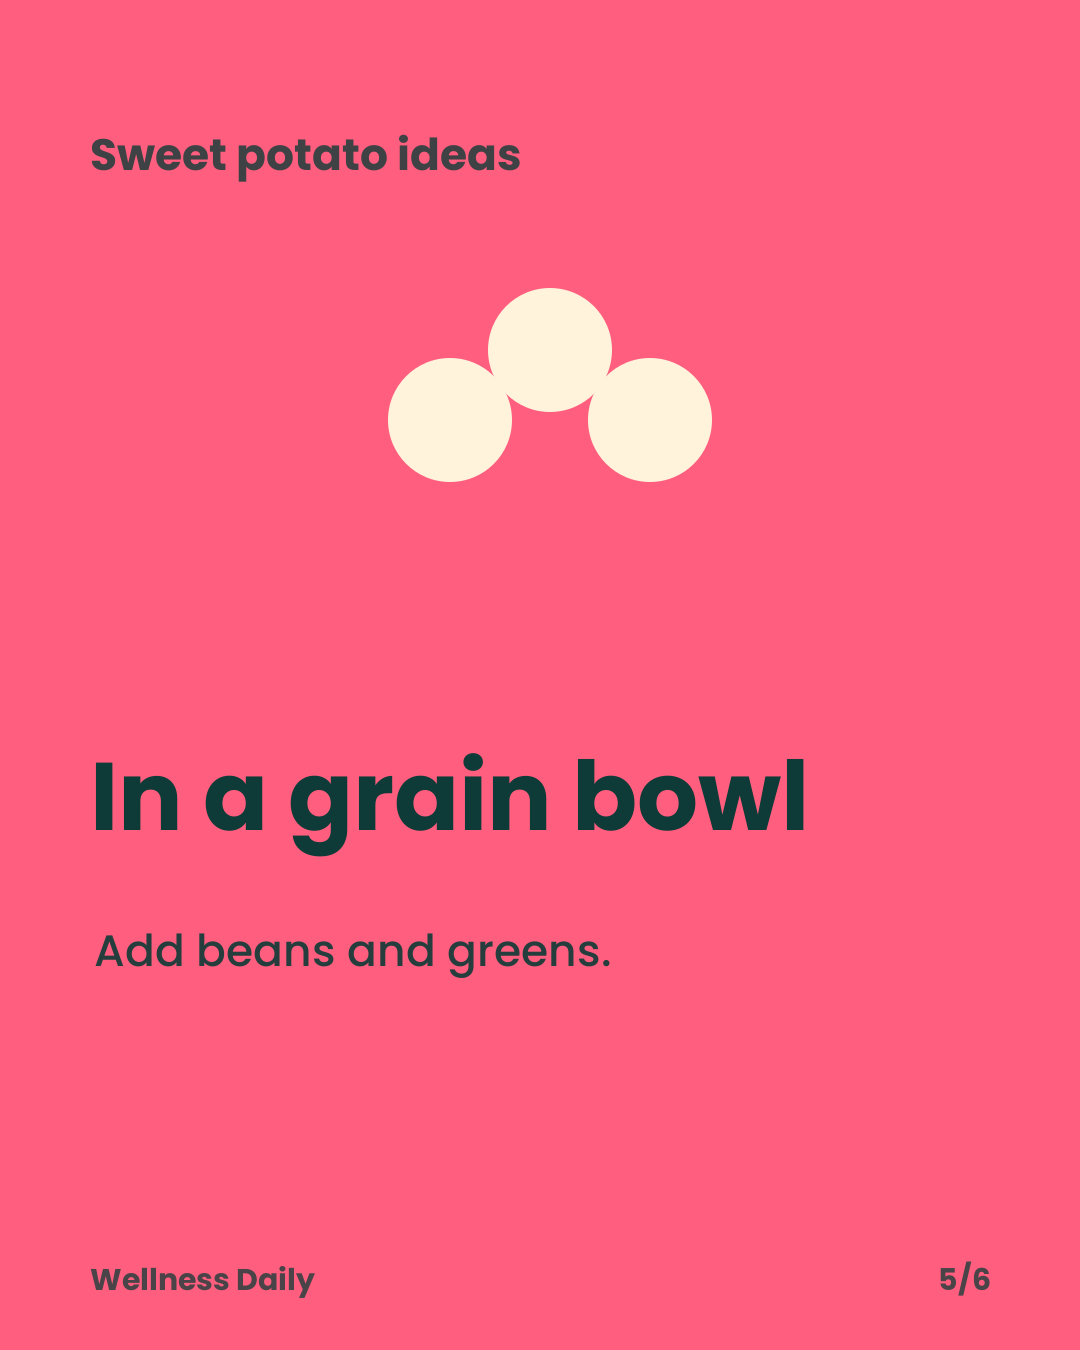 Sweet potato ideas
In a grain bowl
Add beans and greens.
Wellness Daily
5/6